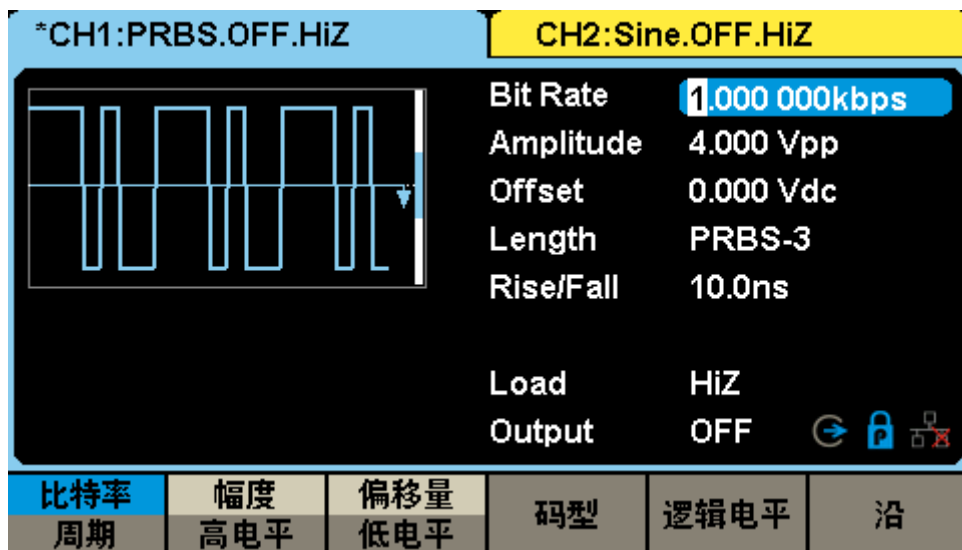 *CH1:PRBS.OFF.HiZ
CH2:Sine.OFF.HiZ
Bit Rate 1.000 000kbps
Amplitude 4.000 Vpp
Offset 0.000 Vdc
Length PRBS-3
Rise/Fall 10.0ns
Load HiZ
Output OFF
P
比特率 幅度 偏移量 码型 逻辑电平 沿
周期 高电平 低电平